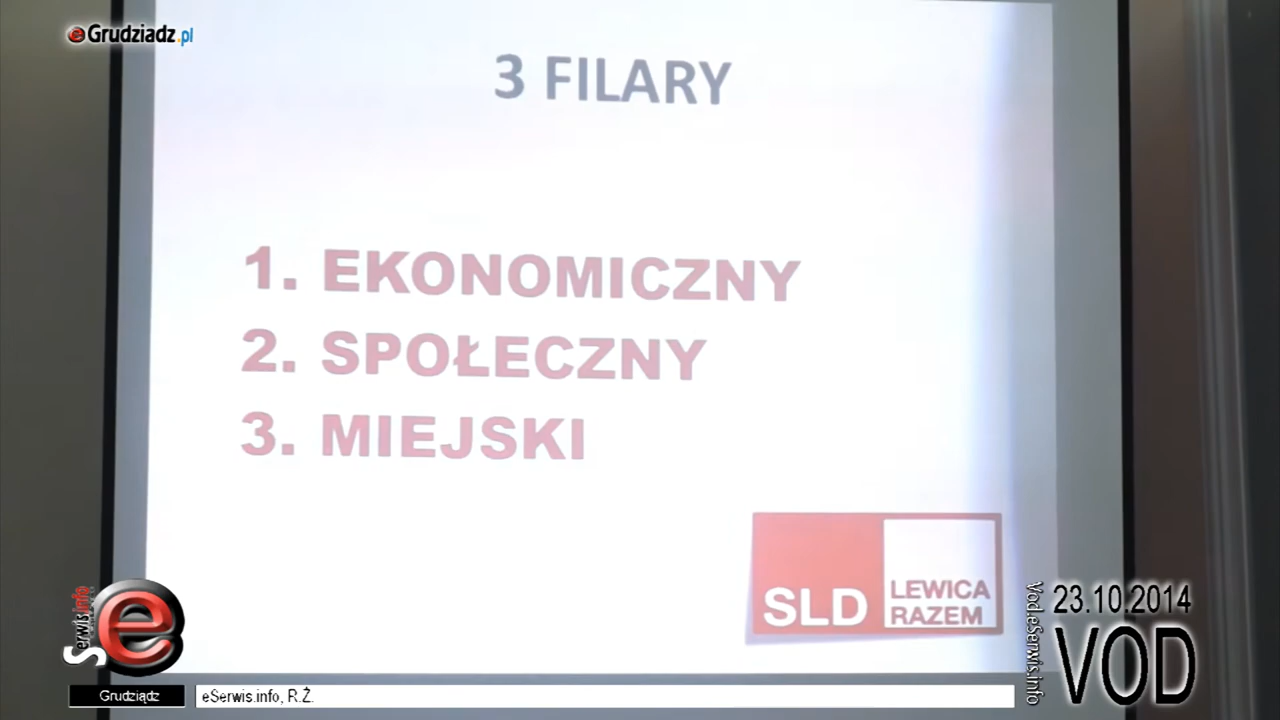 eGrudziadz.pl
3 FILARY
1. EKONOMICZNY
2. SPOŁECZNY
3. MIEJSKI
SLD
LEWICA
RAZEM
eSerwis.info
Grudziądz
eServis.info, R.Ż.
Vod.eSerwis.info
23.10.2014
VOD